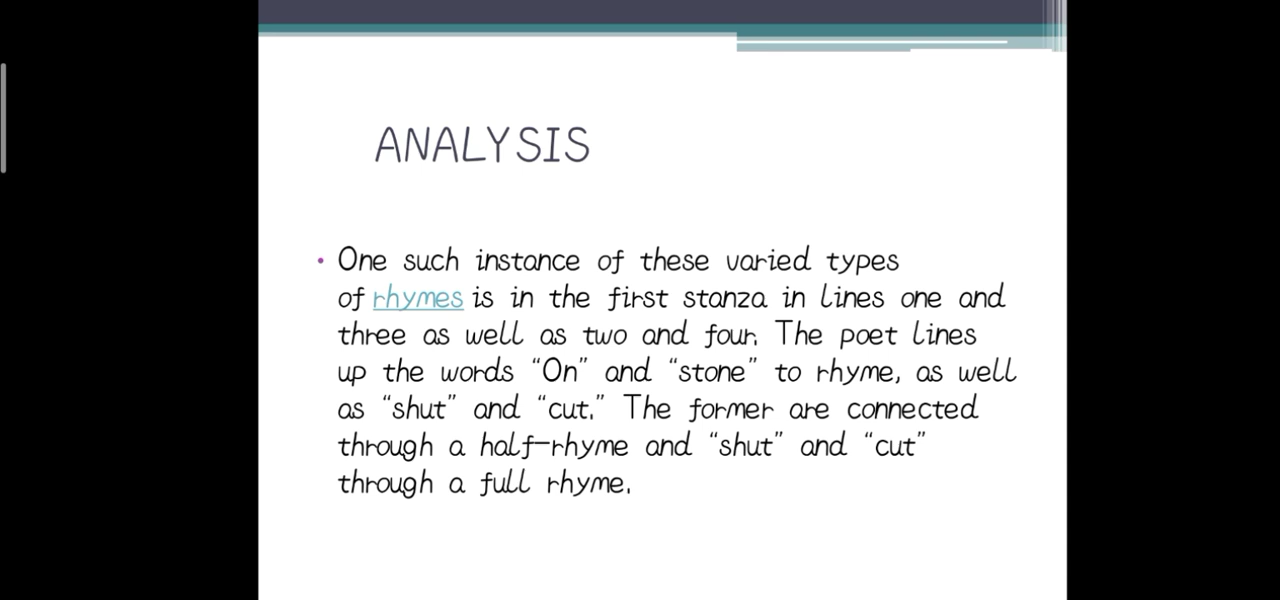 ANALYSIS
• One such instance of these varied types
of rhymes is in the first stanza in lines one and
three as well as two and four. The poet lines
up the words “On” and “stone” to rhyme, as well
as “shut” and “cut.” The former are connected
through a half-rhyme and “shut” and “cut”
through a full rhyme.